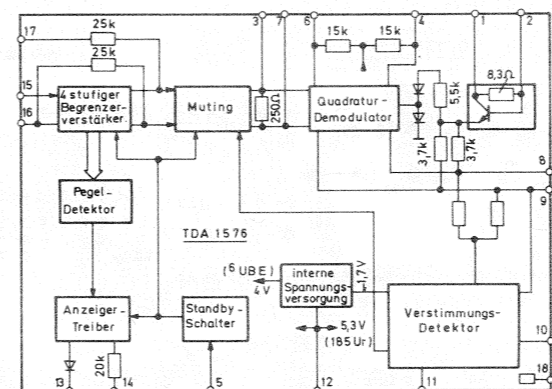 3 7 6 4 1 2
17
25k
25k
15k 15k
8,3Ω
5,5k
15
16
4 stufiger
Begrenzer-
verstärker
Muting
250Ω
Quadratur-
Demodulator
3,7k
3,7k
8
9
Pegel-
Detektor
TDA 1576
(6 UBE)
4V
interne
Spannungs-
versorgung
1,7V
5,3V
(185Ur)
Anzeiger-
Treiber
Standby-
Schalter
Verstimmungs-
Detektor
10
18
20k
13 14 5 12 11